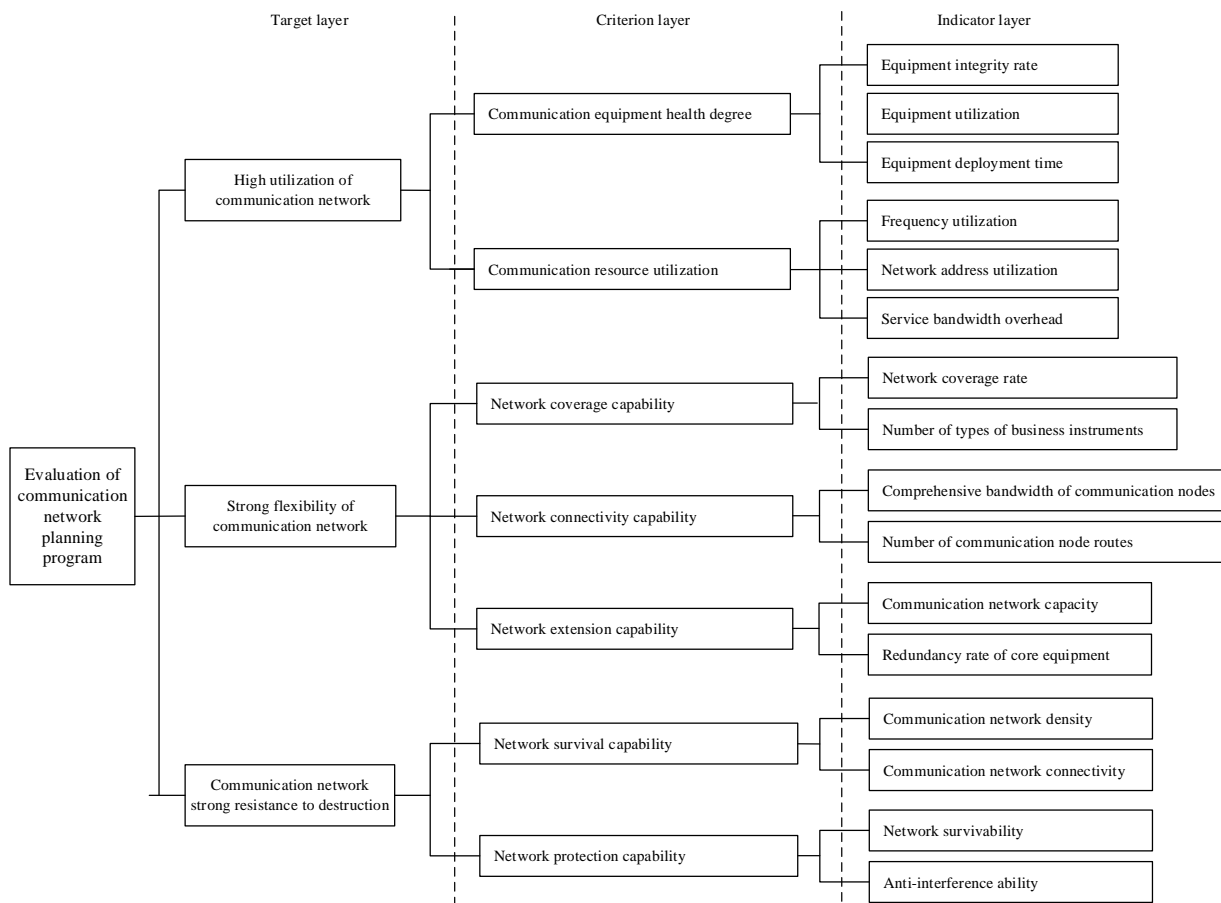 Target layer
Criterion layer
Indicator layer
Evaluation of
communication
network
planning
program
High utilization of
communication network
Communication equipment health degree
Equipment integrity rate
Equipment utilization
Equipment deployment time
Communication resource utilization
Frequency utilization
Network address utilization
Service bandwidth overhead
Strong flexibility of
communication network
Network coverage capability
Network coverage rate
Number of types of business instruments
Network connectivity capability
Comprehensive bandwidth of communication nodes
Number of communication node routes
Network extension capability
Communication network capacity
Redundancy rate of core equipment
Communication network
strong resistance to destruction
Network survival capability
Communication network density
Communication network connectivity
Network protection capability
Network survivability
Anti-interference ability